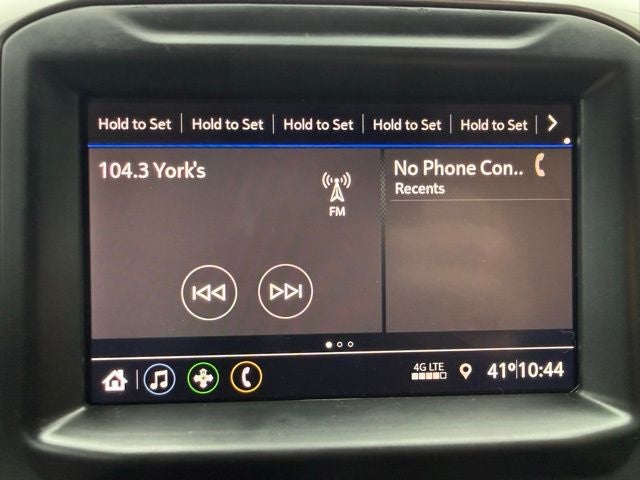 Hold to Set Hold to Set Hold to Set Hold to Set Hold to Set
104.3 York's
FM
No Phone Con..
Recents
4G LTE
41° 10:44